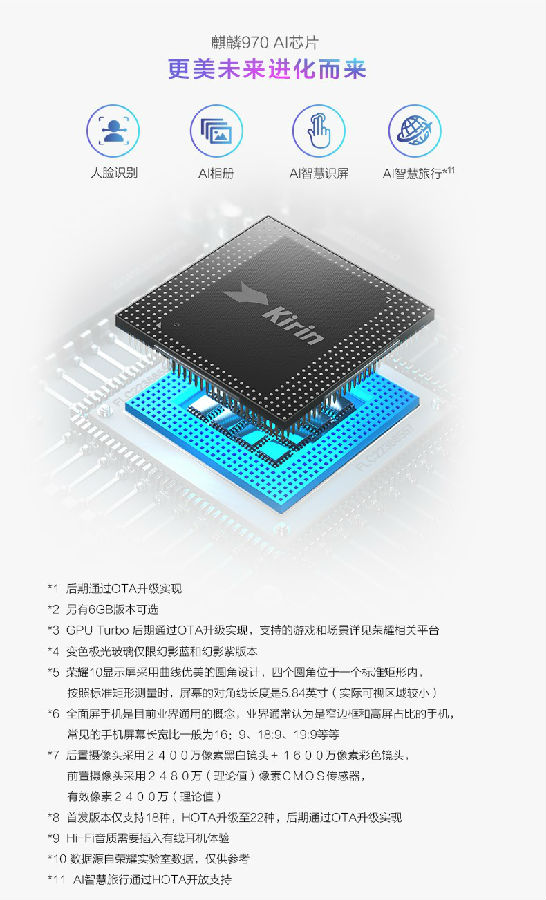 麒麟970 AI芯片
更美未来进化而来
人脸识别
AI相册
AI智慧识屏
AI智慧旅行*11
Kirin
*1 后期通过OTA升级实现
*2 另有6GB版本可选
*3 GPU Turbo 后期通过OTA升级实现，支持的游戏和场景详见荣耀相关平台
*4 变色极光玻璃仅限幻影蓝和幻影紫版本
*5 荣耀10显示屏采用曲线优美的圆角设计，四个圆角位于一个标准矩形内，
按照标准矩形测量时，屏幕的对角线长度是5.84英寸（实际可视区域较小）
*6 全面屏手机是目前业界通用的概念，业界通常认为是窄边框和高屏占比的手机，
常见的手机屏幕长宽比一般为16：9、18:9、19:9等等
*7 后置摄像头采用２４００万像素黑白镜头＋１６００万像素彩色镜头，
前置摄像头采用２４８０万（理论值）像素CMOS传感器，
有效像素２４００万（理论值）
*8 首发版本仅支持18种，HOTA升级至22种，后期通过OTA升级实现
*9 Hi-Fi音质需要插入有线耳机体验
*10 数据源自荣耀实验室数据，仅供参考
*11 AI智慧旅行通过HOTA开放支持